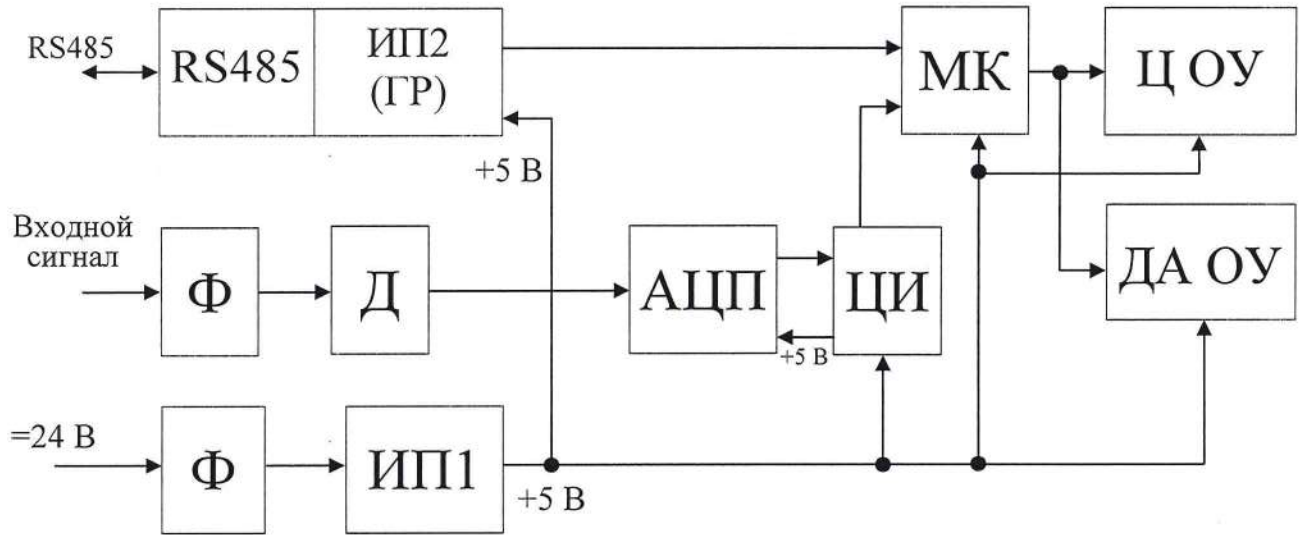 RS485
RS485
ИП2
(ГР)
МК
Ц ОУ
+5 В
Входной
сигнал
Ф
Д
АЦП
ЦИ
ДА ОУ
+5 В
=24 В
Ф
ИП1
+5 В